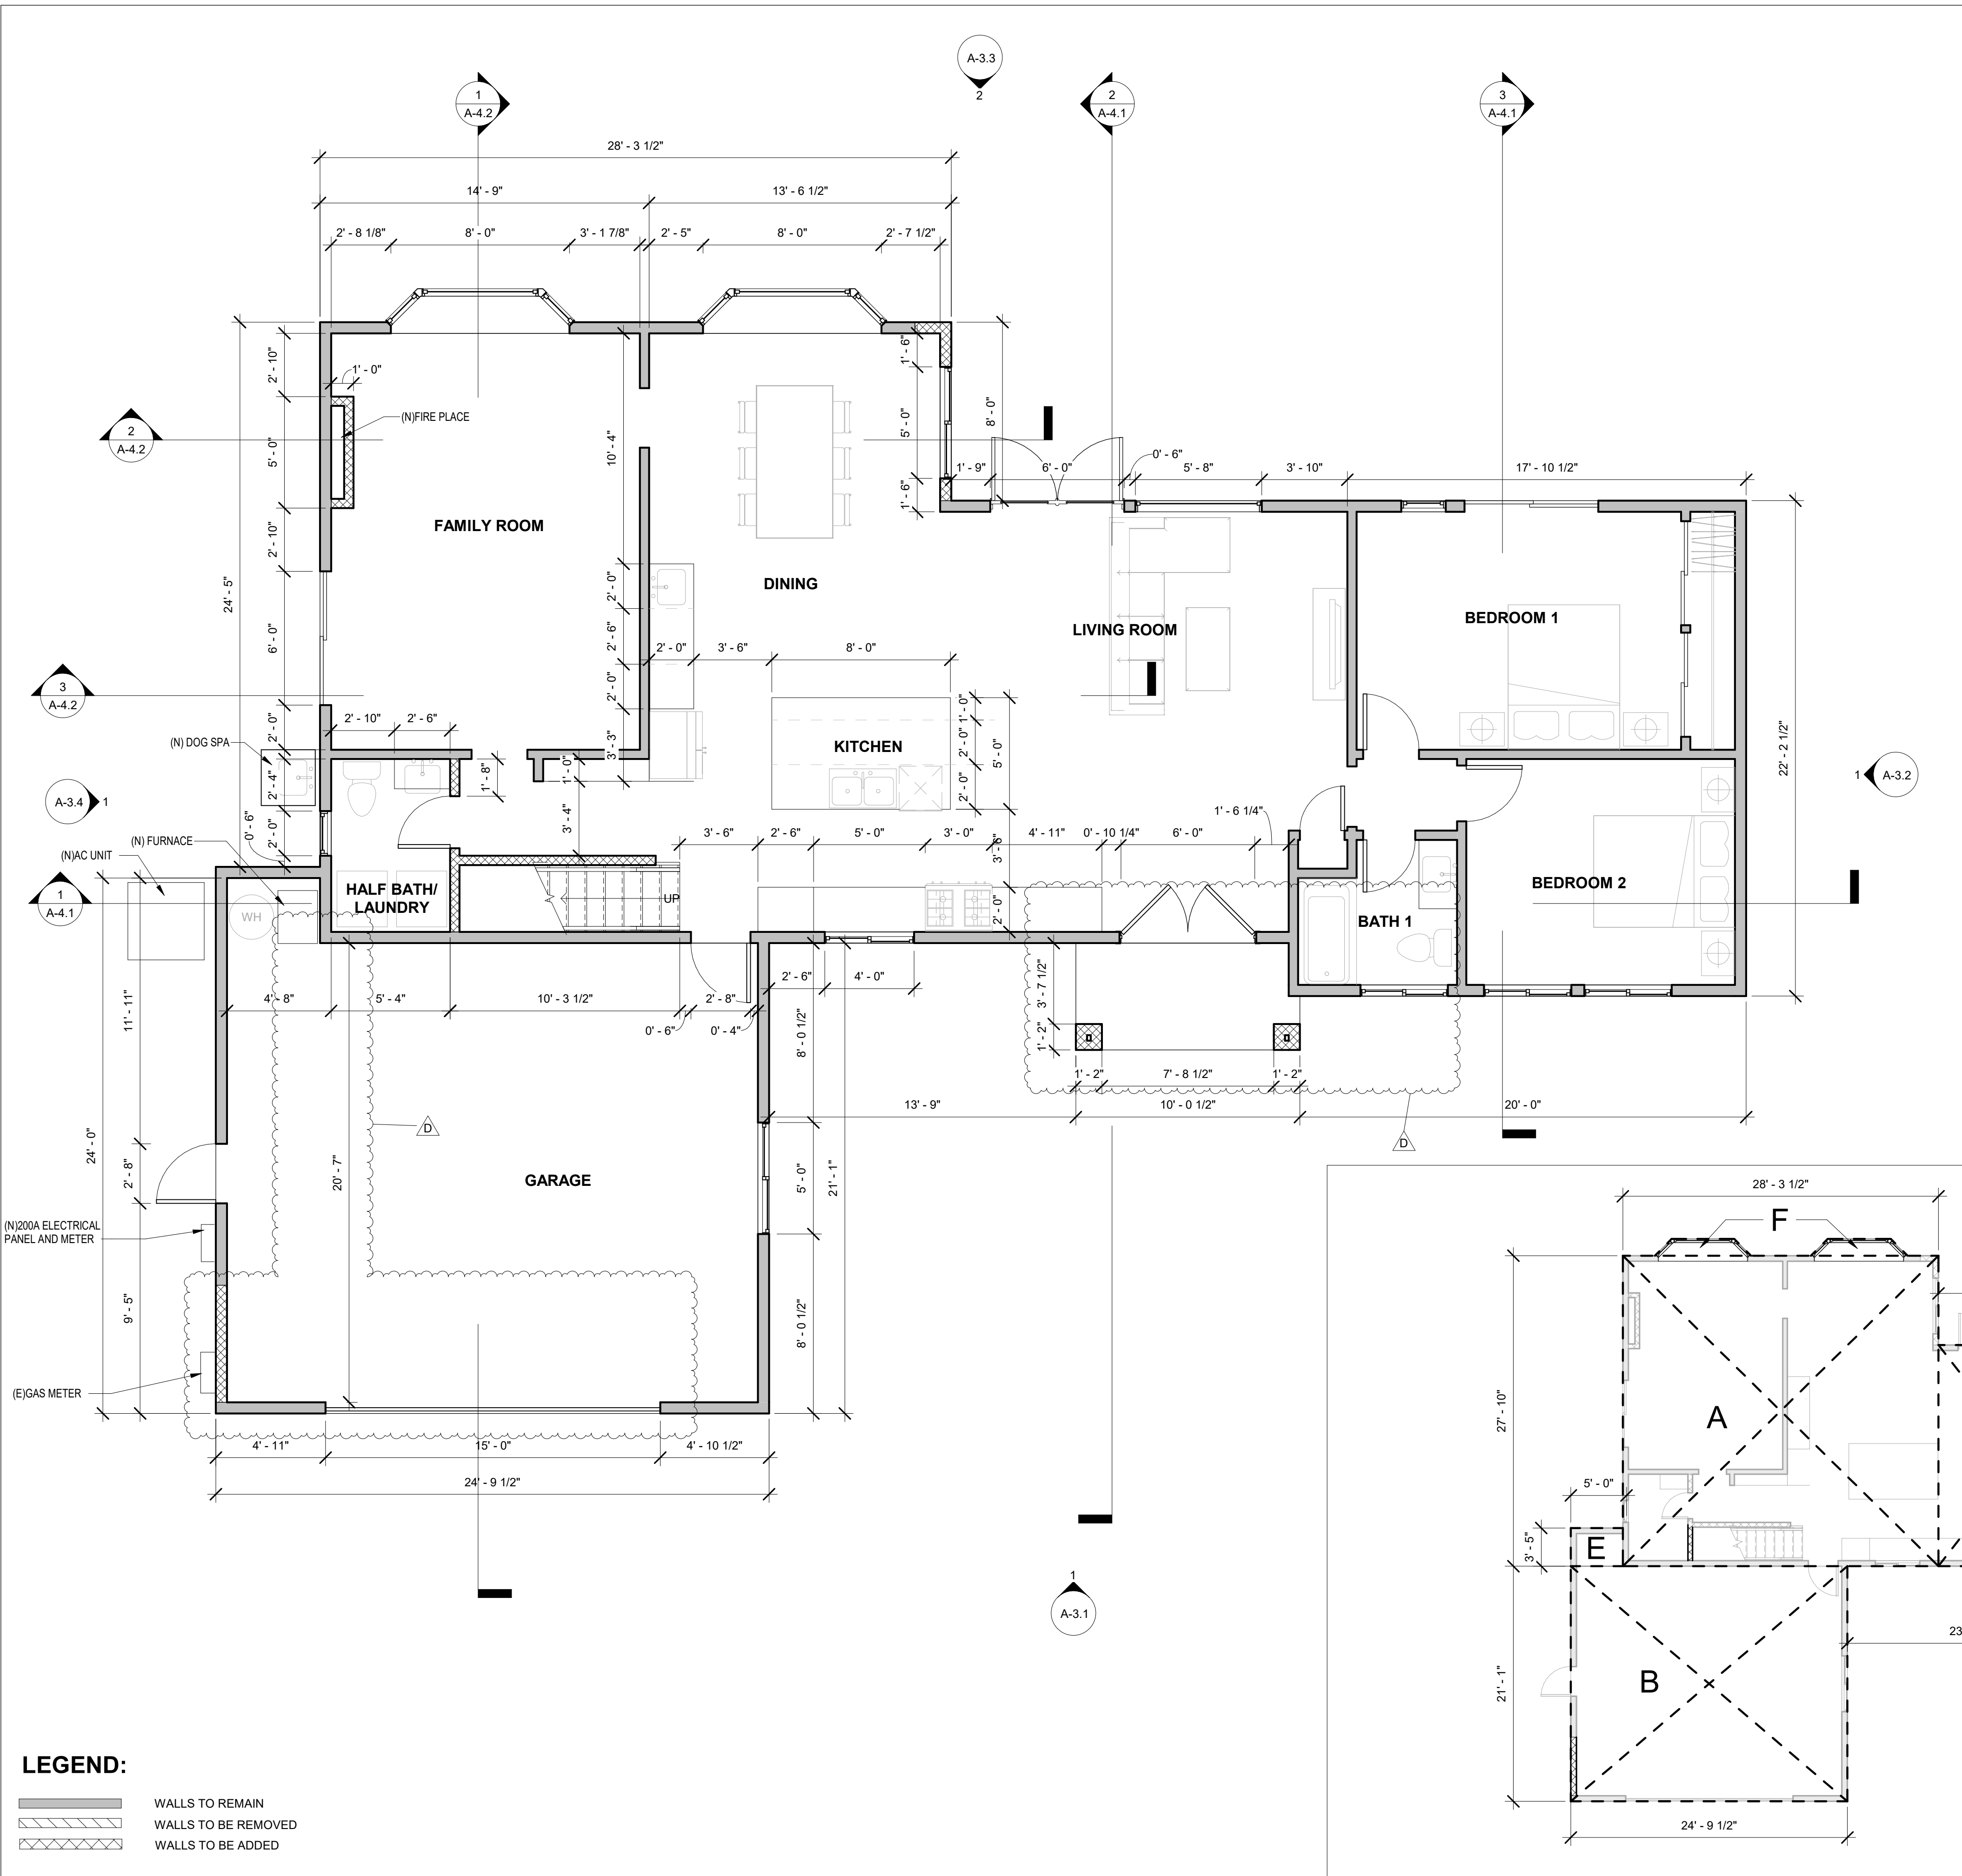 A-3.3
2
1
A-4.2
2
A-4.1
3
A-4.1
28' - 3 1/2"
14' - 9"
13' - 6 1/2"
2' - 8 1/8"
8' - 0"
3' - 1 7/8"
2' - 5"
8' - 0"
2' - 7 1/2"
2' - 10"
1' - 0"
(N)FIRE PLACE
5' - 0"
2' - 10"
24' - 5"
6' - 0"
2' - 0"
2' - 4"
2' - 0"
0' - 6"
10' - 4"
2' - 0"
2' - 6"
2' - 0"
3' - 3"
1' - 6"
5' - 0"
1' - 6"
8' - 0"
1' - 9"
6' - 0"
0' - 6"
5' - 8"
3' - 10"
17' - 10 1/2"
2
A-4.2
FAMILY ROOM
DINING
LIVING ROOM
BEDROOM 1
2' - 0"
3' - 6"
8' - 0"
3
A-4.2
2' - 10"
2' - 6"
(N) DOG SPA
KITCHEN
1' - 0"
2' - 0"
2' - 0"
5' - 0"
3' - 6"
2' - 0"
22' - 2 1/2"
1
A-3.2
A-3.4
1
1' - 8"
1' - 0"
3' - 4"
3' - 6"
2' - 6"
5' - 0"
3' - 0"
4' - 11"
0' - 10 1/4"
6' - 0"
1' - 6 1/4"
(N) FURNACE
(N)AC UNIT
1
A-4.1
WH
HALF BATH/
LAUNDRY
UP
BATH 1
BEDROOM 2
4' - 8"
5' - 4"
10' - 3 1/2"
2' - 8"
0' - 6"
0' - 4"
2' - 6"
4' - 0"
3' - 7 1/2"
1' - 2"
1' - 2"
7' - 8 1/2"
1' - 2"
13' - 9"
10' - 0 1/2"
20' - 0"
11' - 11"
24' - 0"
2' - 8"
9' - 5"
20' - 7"
8' - 0 1/2"
5' - 0"
8' - 0 1/2"
21' - 1"
D
D
GARAGE
(N)200A ELECTRICAL
PANEL AND METER
(E)GAS METER
4' - 11"
15' - 0"
4' - 10 1/2"
24' - 9 1/2"
1
A-3.1
28' - 3 1/2"
F
27' - 10"
A
5' - 0"
3' - 5"
E
23
21' - 1"
B
24' - 9 1/2"
LEGEND:
WALLS TO REMAIN
WALLS TO BE REMOVED
WALLS TO BE ADDED